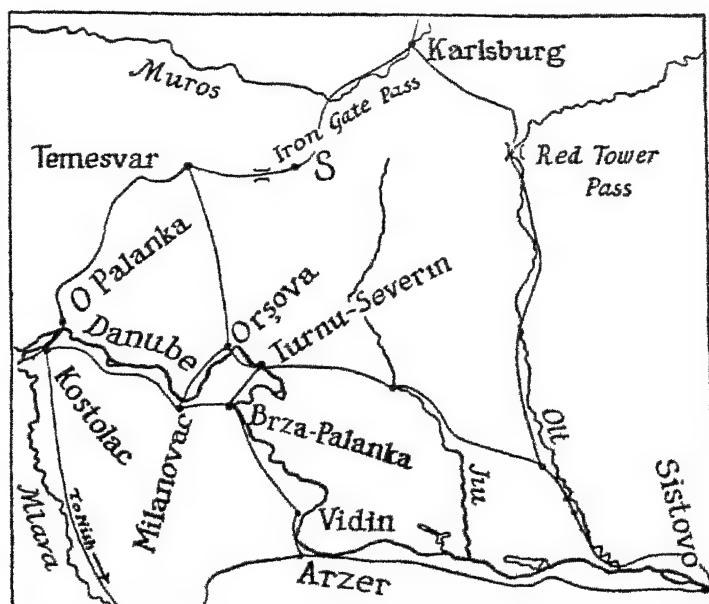 Karlsburg
Muros
Iron Gate Pass
Temesvar
S
Red Tower
Pass
O Palanka
Orşova
Turnu-Severin
Danube
Kostolac
Milanovac
Brza-Palanka
Olt
Jiu
Sistovo
Mlava
To Nish
Vidin
Arzer